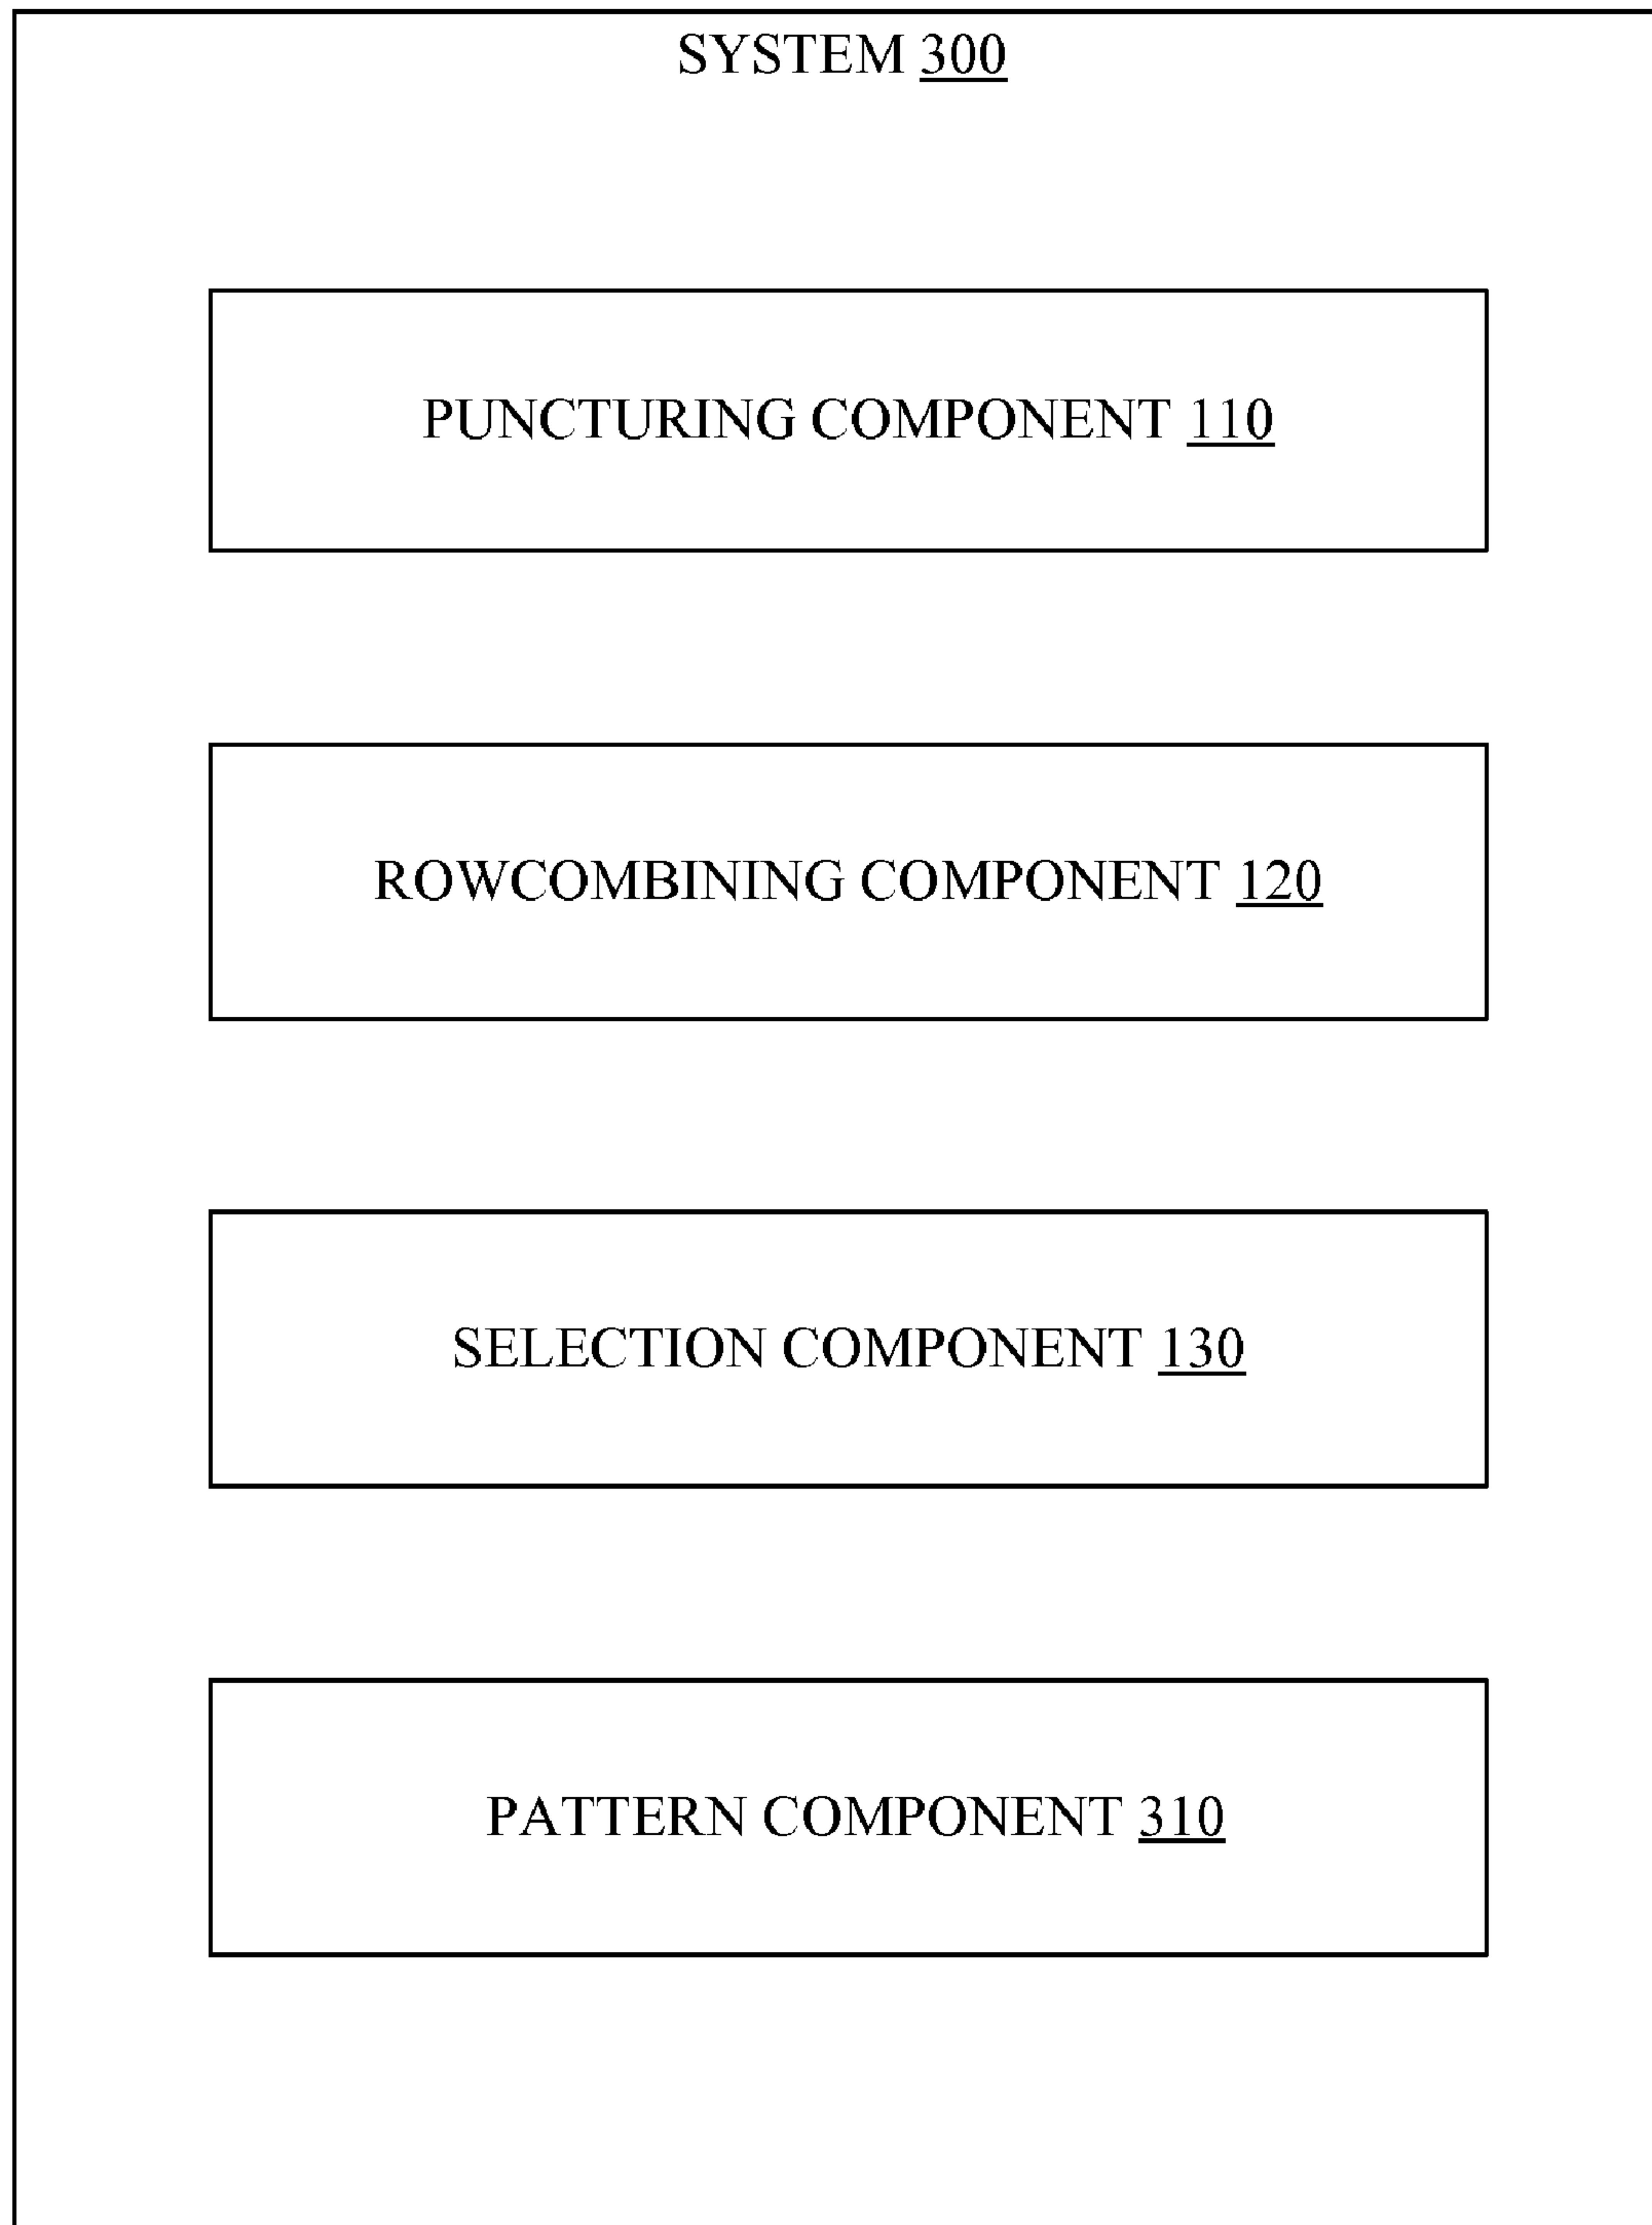 SYSTEM 300
PUNCTURING COMPONENT 110
ROWCOMBINING COMPONENT 120
SELECTION COMPONENT 130
PATTERN COMPONENT 310